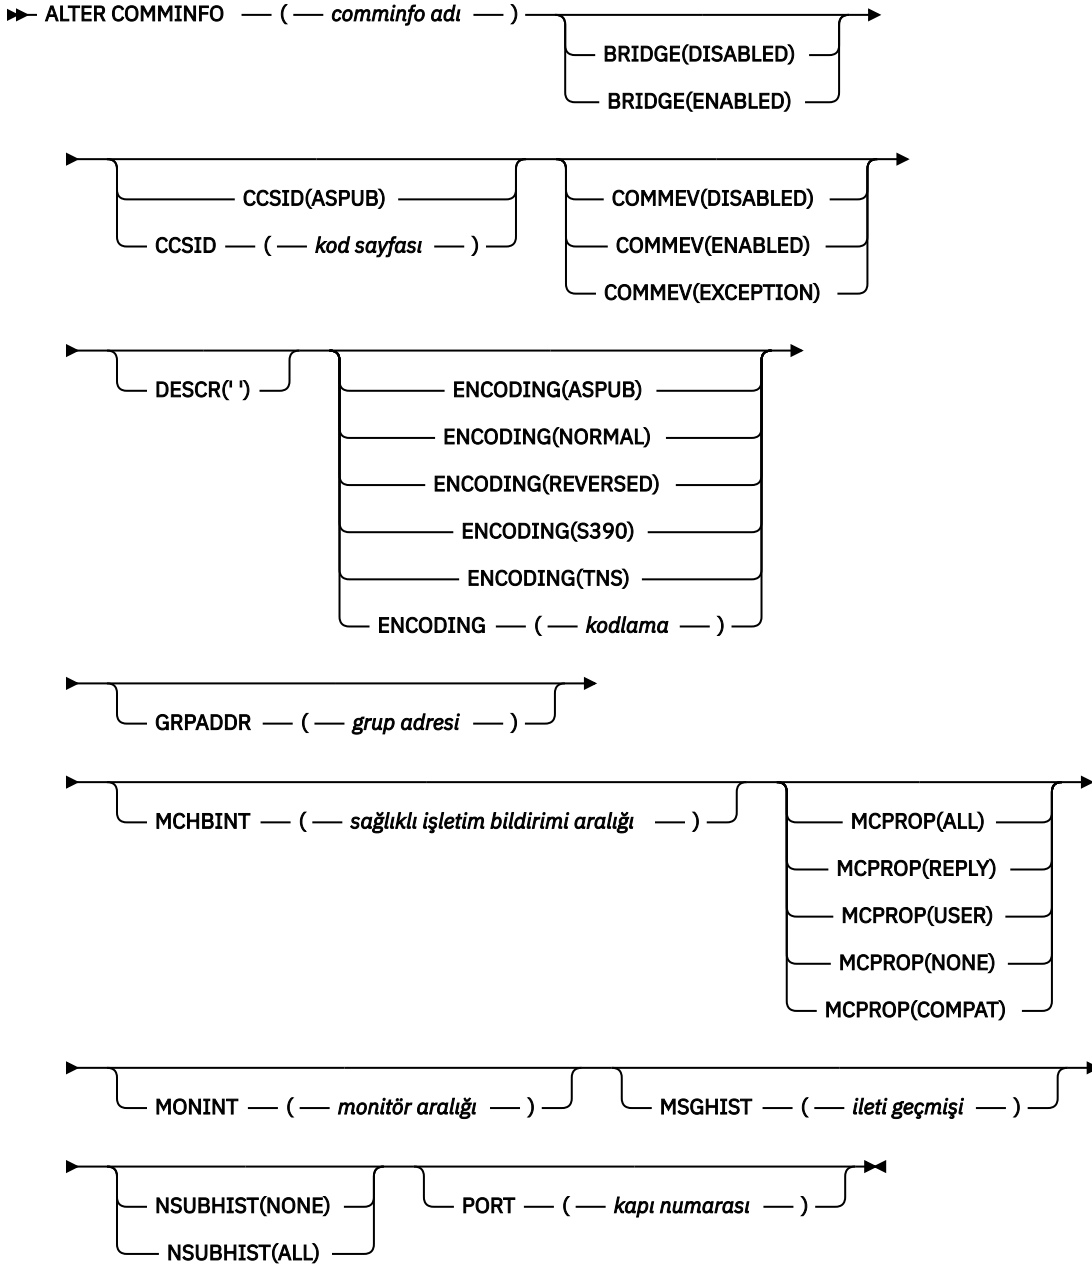 ALTER COMMINFO ( comminfo adı )
BRIDGE(DISABLED)
BRIDGE(ENABLED)
CCSID(ASPUB)
CCSID ( kod sayfası )
COMMEV(DISABLED)
COMMEV(ENABLED)
COMMEV(EXCEPTION)
DESCR(' ')
ENCODING(ASPUB)
ENCODING(NORMAL)
ENCODING(REVERSED)
ENCODING(S390)
ENCODING(TNS)
ENCODING ( kodlama )
GRPADDR ( grup adresi )
MCHBINT ( sağlıklı işletim bildirimi aralığı )
MCPROP(ALL)
MCPROP(REPLY)
MCPROP(USER)
MCPROP(NONE)
MCPROP(COMPAT)
MONINT ( monitör aralığı )
MSGHIST ( ileti geçmişi )
NSUBHIST(NONE)
NSUBHIST(ALL)
PORT ( kapı numarası )